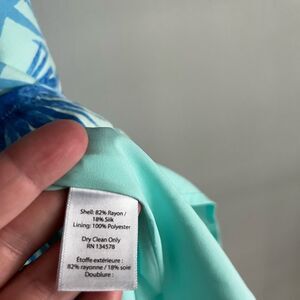 Shell: 82% Rayon /
18% Silk
Lining: 100% Polyester
Dry Clean Only
RN 134578
Étoffe extérieure :
82% rayonne / 18% soie
Doublure :